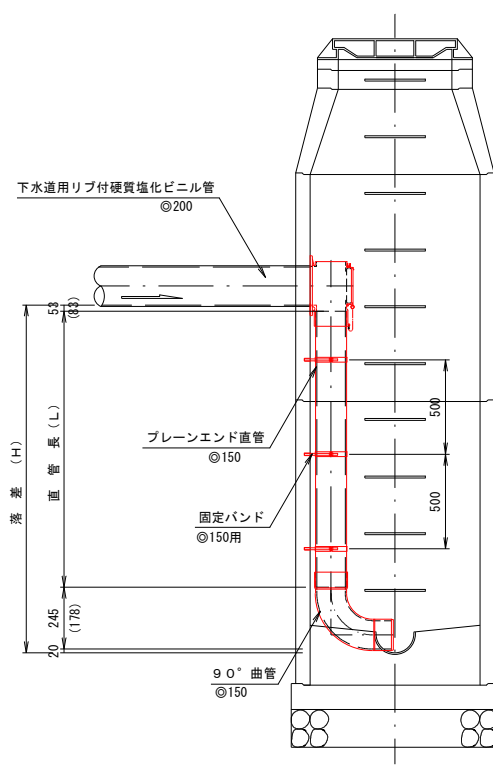 下水道用リブ付硬質塩化ビニル管
◎200
53
(83)
落差 (H)
直管長(L)
プレーンエンド直管
◎150
500
固定バンド
◎150用
500
245
(178)
20
90°曲管
◎150